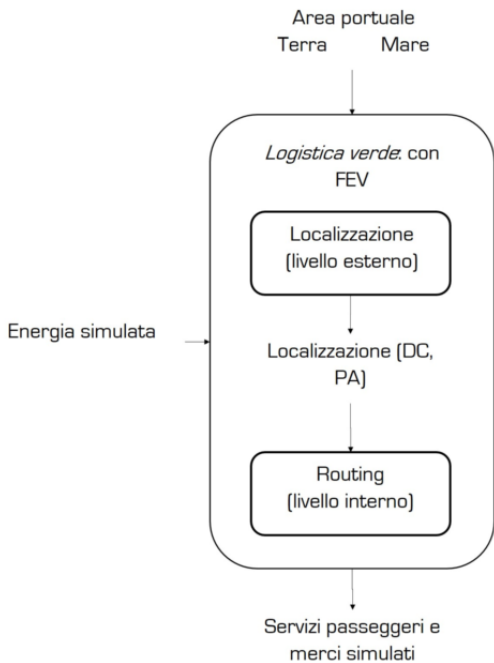 Area portuale
Terra Mare
Logistica verde: con
FEV
Localizzazione
(livello esterno)
Energia simulata
Localizzazione (DC,
PA)
Routing
(livello interno)
Servizi passeggeri e
merci simulati